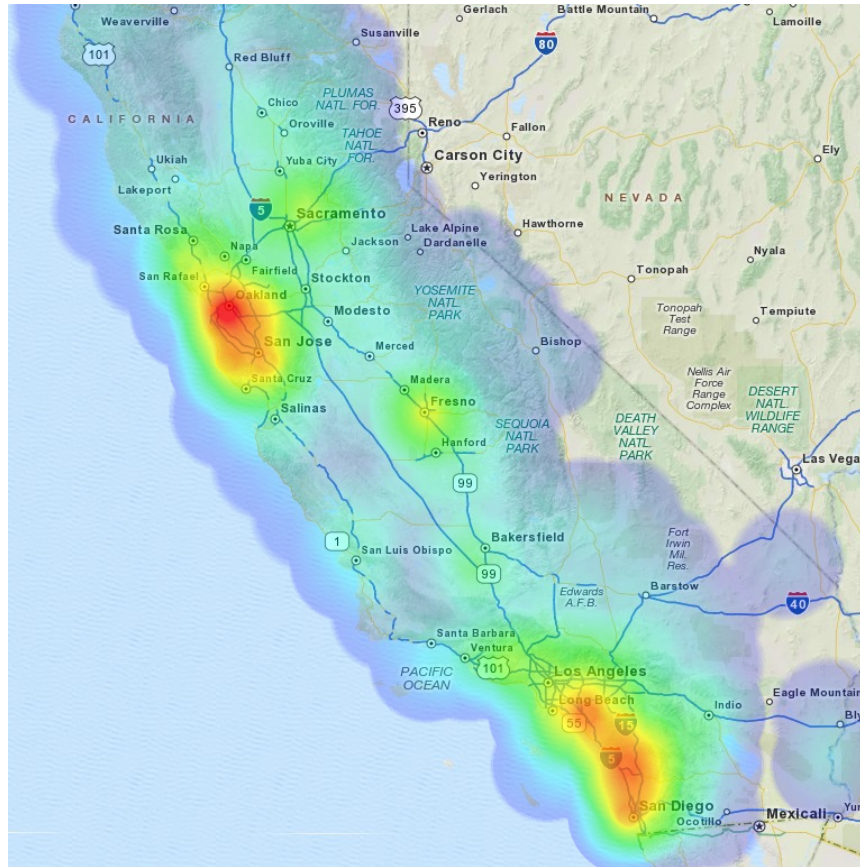 Gerlach
Battle Mountain
Lamoille
Weaverville
Susanville
80
101
Red Bluff
PLUMAS
NATL. FOR.
395
Chico
CALIFORNIA
Oroville
Reno
Fallon
TAHOE
NATL.
FOR.
Carson City
Ely
Ukiah
Yuba City
Yerington
Lakeport
NEVADA
5
Sacramento
Santa Rosa
Lake Alpine
Hawthorne
Jackson
Dardanelle
Napa
Nyala
San Rafael
Fairfield
Tonopah
Stockton
Oakland
YOSEMITE
NATL.
PARK
Tonopah
Test
Range
Tempiute
Modesto
San Jose
Merced
Bishop
Nellis Air
Force
Range
Complex
Santa Cruz
Madera
DESERT
NATL.
WILDLIFE
RANGE
Salinas
Fresno
SEQUOIA
NATL.
PARK
DEATH
VALLEY
NATL.
PARK
Hanford
Las Vega
99
1
Bakersfield
Fort
Irwin
Mil.
Res.
San Luis Obispo
99
Edwards
A.F.B.
Barstow
40
Santa Barbara
Ventura
101
Los Angeles
PACIFIC
OCEAN
Long Beach
Eagle Mountain
Indio
55
15
Bly
5
San Diego
Ocotillo
Mexicali
Yur